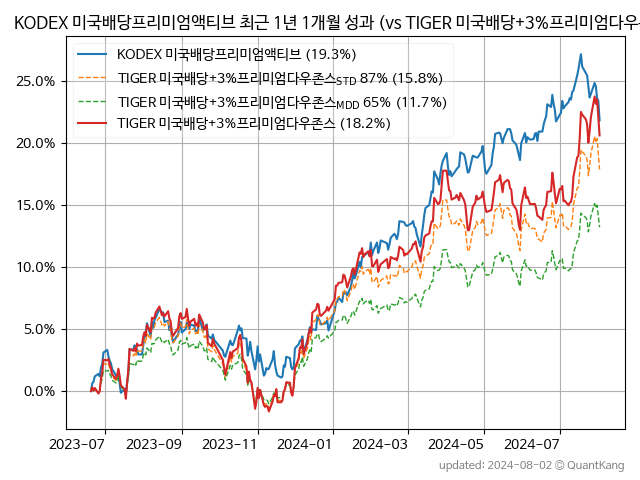 KODEX 미국배당프리미엄액티브 최근 1년 1개월 성과 (vs TIGER 미국배당+3%프리미엄다우
KODEX 미국배당프리미엄액티브 (19.3%)
TIGER 미국배당+3%프리미엄다우존스STD 87% (15.8%)
TIGER 미국배당+3%프리미엄다우존스MDD 65% (11.7%)
TIGER 미국배당+3%프리미엄다우존스 (18.2%)
25.0%
20.0%
15.0%
10.0%
5.0%
0.0%
2023-07 2023-09 2023-11 2024-01 2024-03 2024-05 2024-07
updated: 2024-08-02 © QuantKang